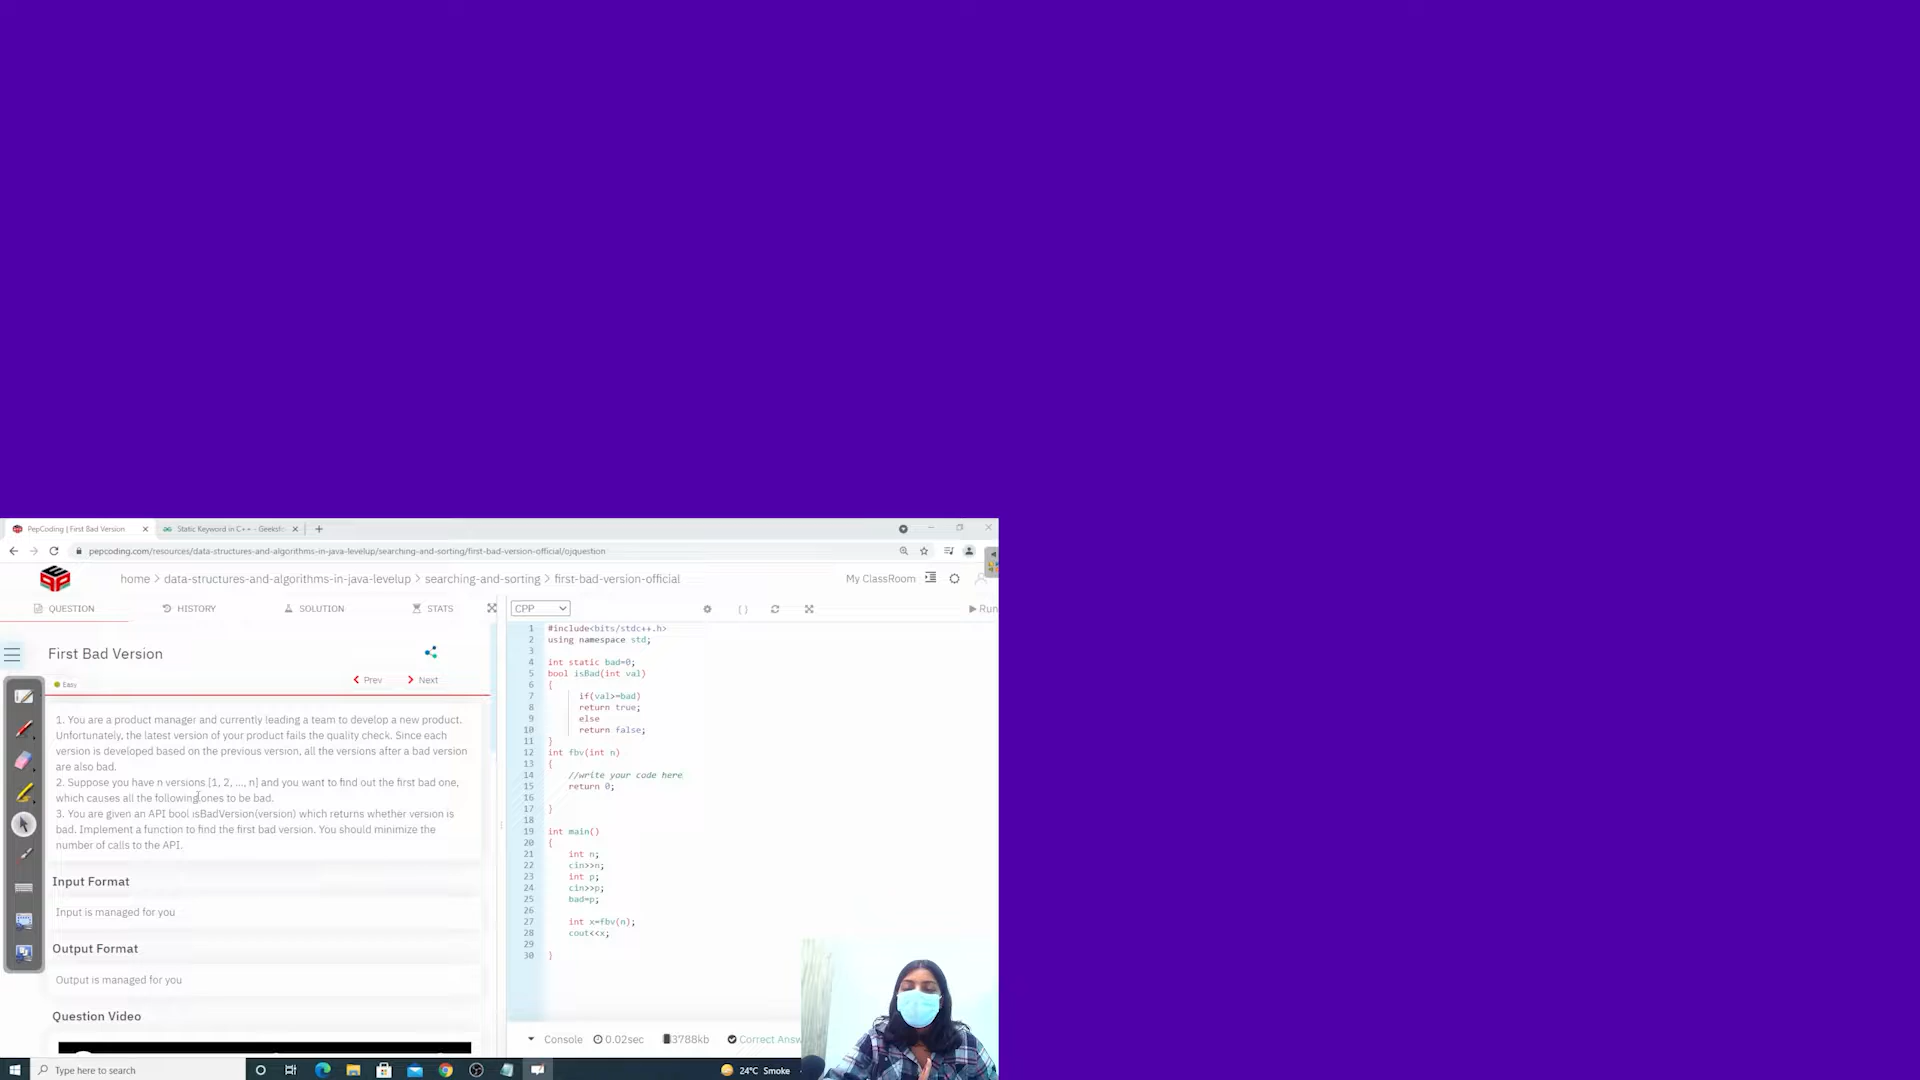 PepCoding | First Bad Version
Static Keyword in C++ - Geeksfo
pepcoding.com/resources/data-structures-and-algorithms-in-java-levelup/searching-and-sorting/first-bad-version-official/ojquestion
home > data-structures-and-algorithms-in-java-levelup > searching-and-sorting > first-bad-version-official
My ClassRoom
QUESTION
HISTORY
SOLUTION
STATS
CPP
Run
First Bad Version
Easy
Prev
Next
1. You are a product manager and currently leading a team to develop a new product.
Unfortunately, the latest version of your product fails the quality check. Since each
version is developed based on the previous version, all the versions after a bad version
are also bad.
2. Suppose you have n versions [1, 2, ..., n] and you want to find out the first bad one,
which causes all the following ones to be bad.
3. You are given an API bool isBadVersion(version) which returns whether version is
bad. Implement a function to find the first bad version. You should minimize the
number of calls to the API.
Input Format
Input is managed for you
Output Format
Output is managed for you
Question Video
1 #include<bits/stdc++.h>
2 using namespace std;
3
4 int static bad=0;
5 bool isBad(int val)
6 {
7 if(val>=bad)
8 return true;
9 else
10 return false;
11 }
12 int fbv(int n)
13 {
14 //write your code here
15 return 0;
16
17 }
18
19 int main()
20 {
21 int n;
22 cin>>n;
23 int p;
24 cin>>p;
25 bad=p;
26
27 int x=fbv(n);
28 cout<<x;
29
30 }
Console
0.02sec
3788kb
Correct Answ
Type here to search
24°C Smoke